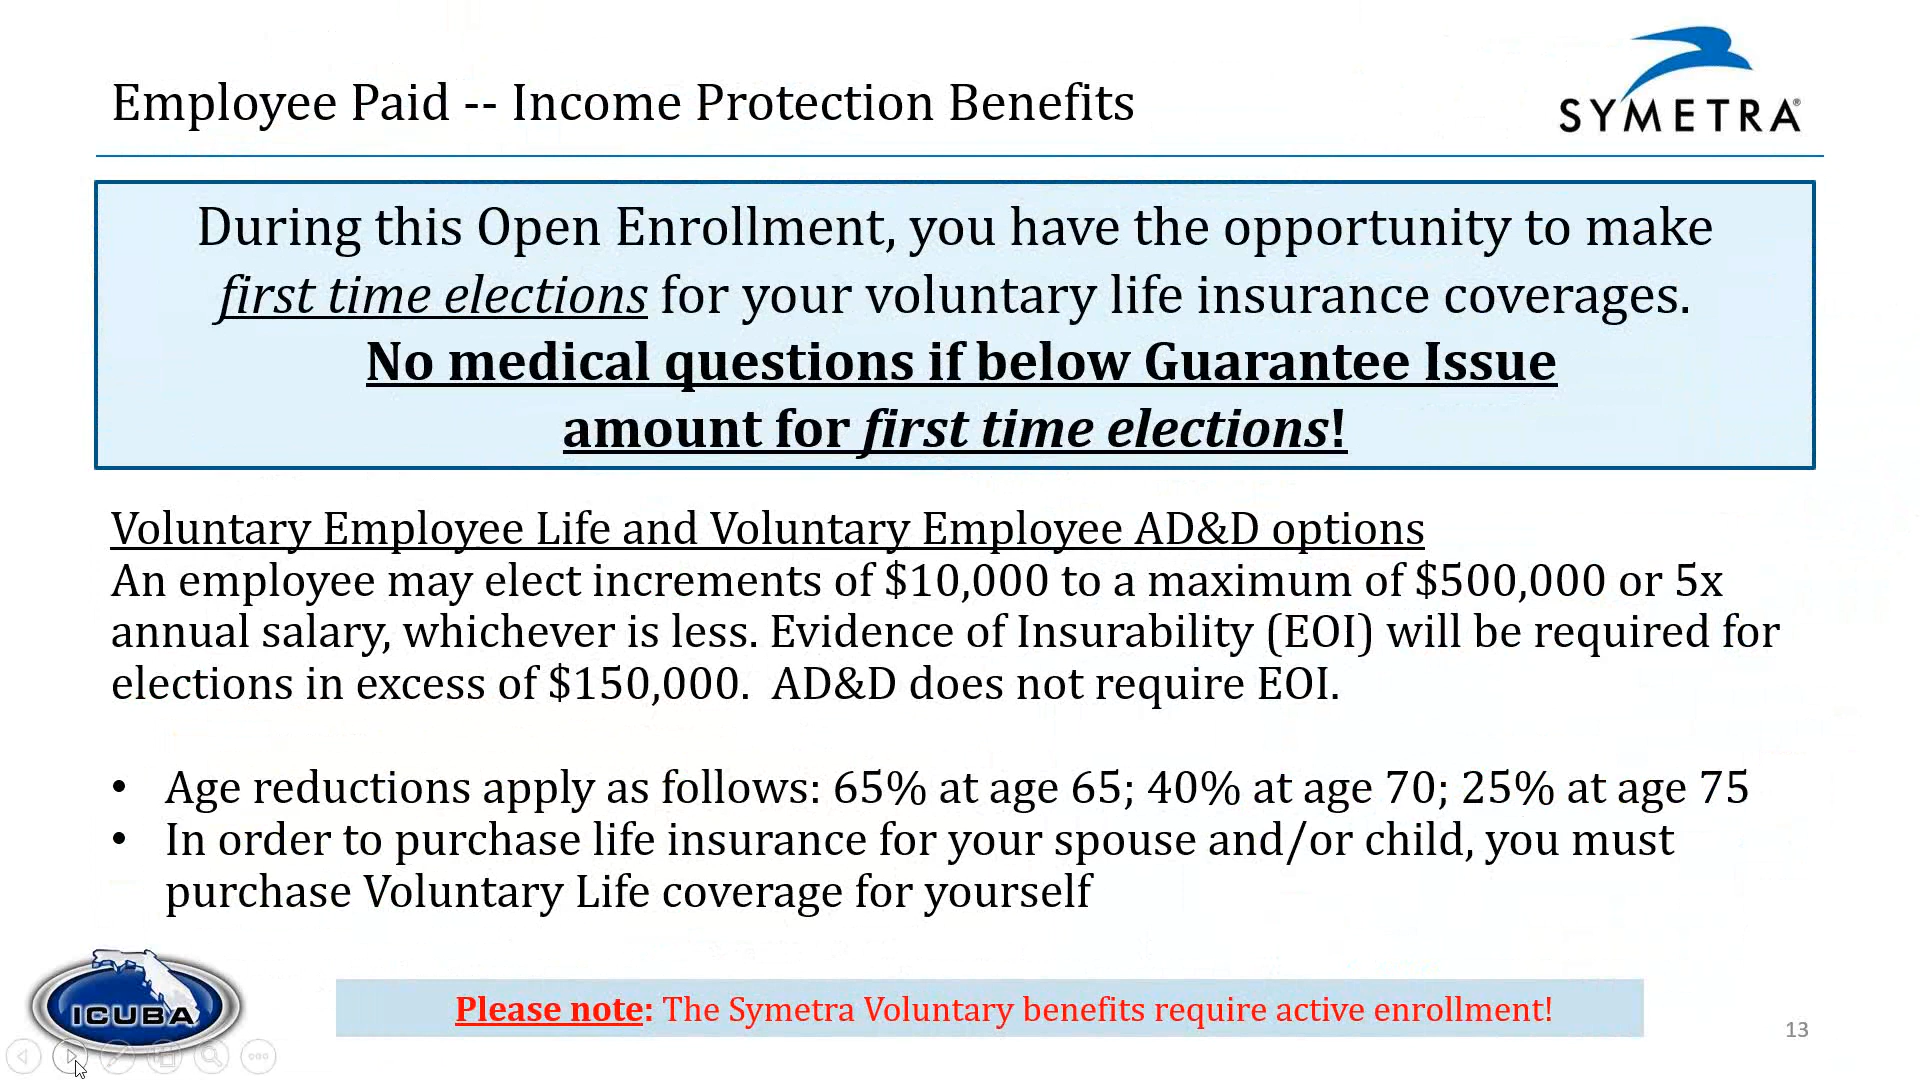 Employee Paid -- Income Protection Benefits
SYMETRA®
During this Open Enrollment, you have the opportunity to make
first time elections for your voluntary life insurance coverages.
No medical questions if below Guarantee Issue
amount for first time elections!
Voluntary Employee Life and Voluntary Employee AD&D options
An employee may elect increments of $10,000 to a maximum of $500,000 or 5x
annual salary, whichever is less. Evidence of Insurability (EOI) will be required for
elections in excess of $150,000. AD&D does not require EOI.
• Age reductions apply as follows: 65% at age 65; 40% at age 70; 25% at age 75
• In order to purchase life insurance for your spouse and/or child, you must
purchase Voluntary Life coverage for yourself
ICUBA
Please note: The Symetra Voluntary benefits require active enrollment!
13